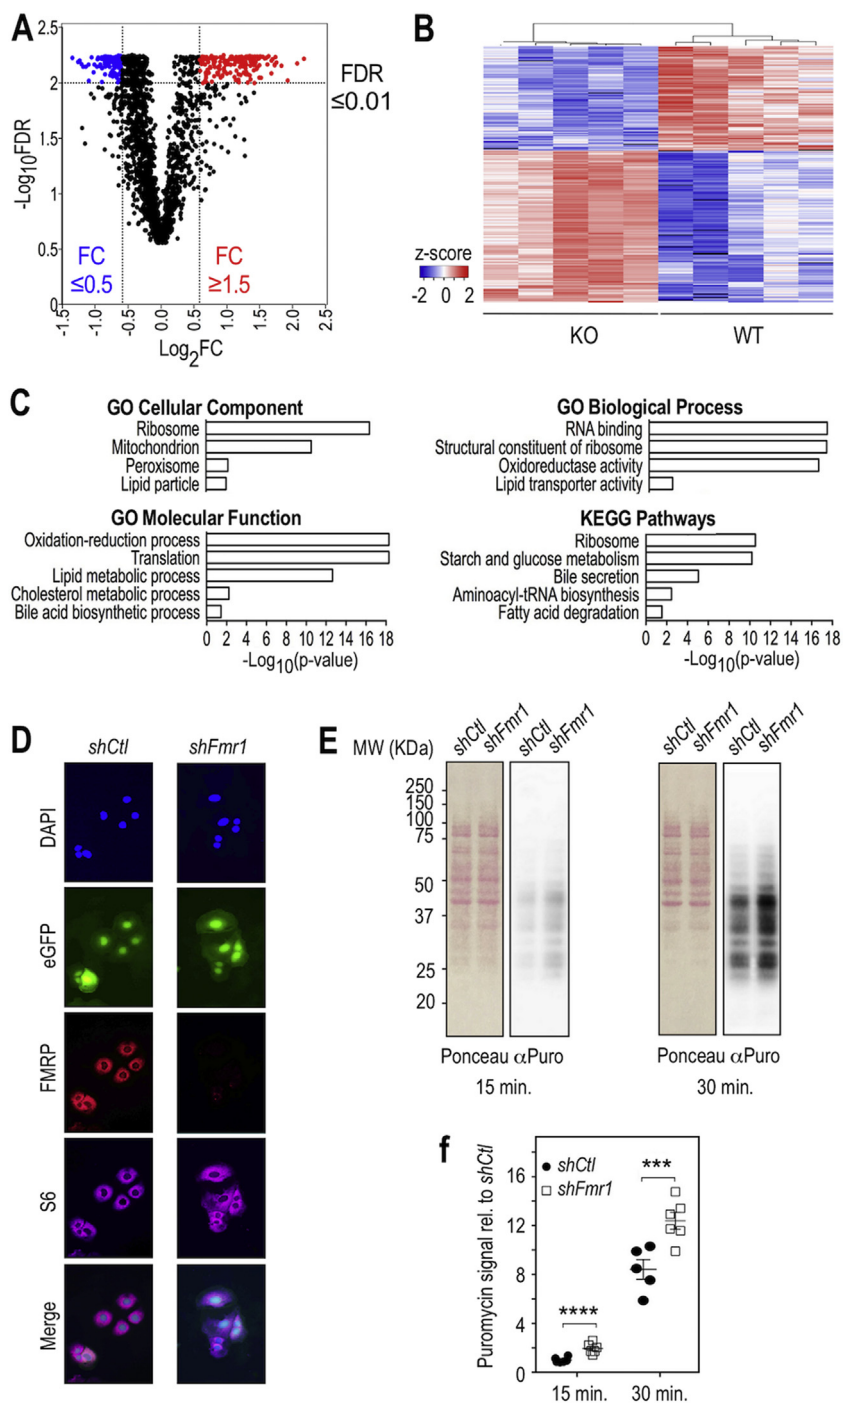 A
2.5
2
1.5
1
0.5
0
-Log10FDR
FDR
≤0.01
FC
≤0.5
FC
≥1.5
-1.5
-1.0
-0.5
0.0
0.5
1.0
1.5
2.0
2.5
Log2FC
B
z-score
-2 0 2
KO WT
C
GO Cellular Component
Ribosome
Mitochondrion
Peroxisome
Lipid particle
GO Molecular Function
Oxidation-reduction process
Translation
Lipid metabolic process
Cholesterol metabolic process
Bile acid biosynthetic process
0 2 4 6 8 10 12 14 16 18
-Log10(p-value)
GO Biological Process
RNA binding
Structural constituent of ribosome
Oxidoreductase activity
Lipid transporter activity
KEGG Pathways
Ribosome
Starch and glucose metabolism
Bile secretion
Aminoacyl-tRNA biosynthesis
Fatty acid degradation
0 2 4 6 8 10 12 14 16 18
-Log10(p-value)
D
shCtl shFmr1
DAPI
eGFP
FMRP
S6
Merge
E
MW (KDa)
shCtl shFmr1 shCtl shFmr1
shCtl shFmr1 shCtl shFmr1
250
150
100
75
50
37
25
20
Ponceau αPuro
15 min.
Ponceau αPuro
30 min.
f
Puromycin signal rel. to shCtl
16
12
8
4
0
shCtl
shFmr1
****
***
15 min. 30 min.